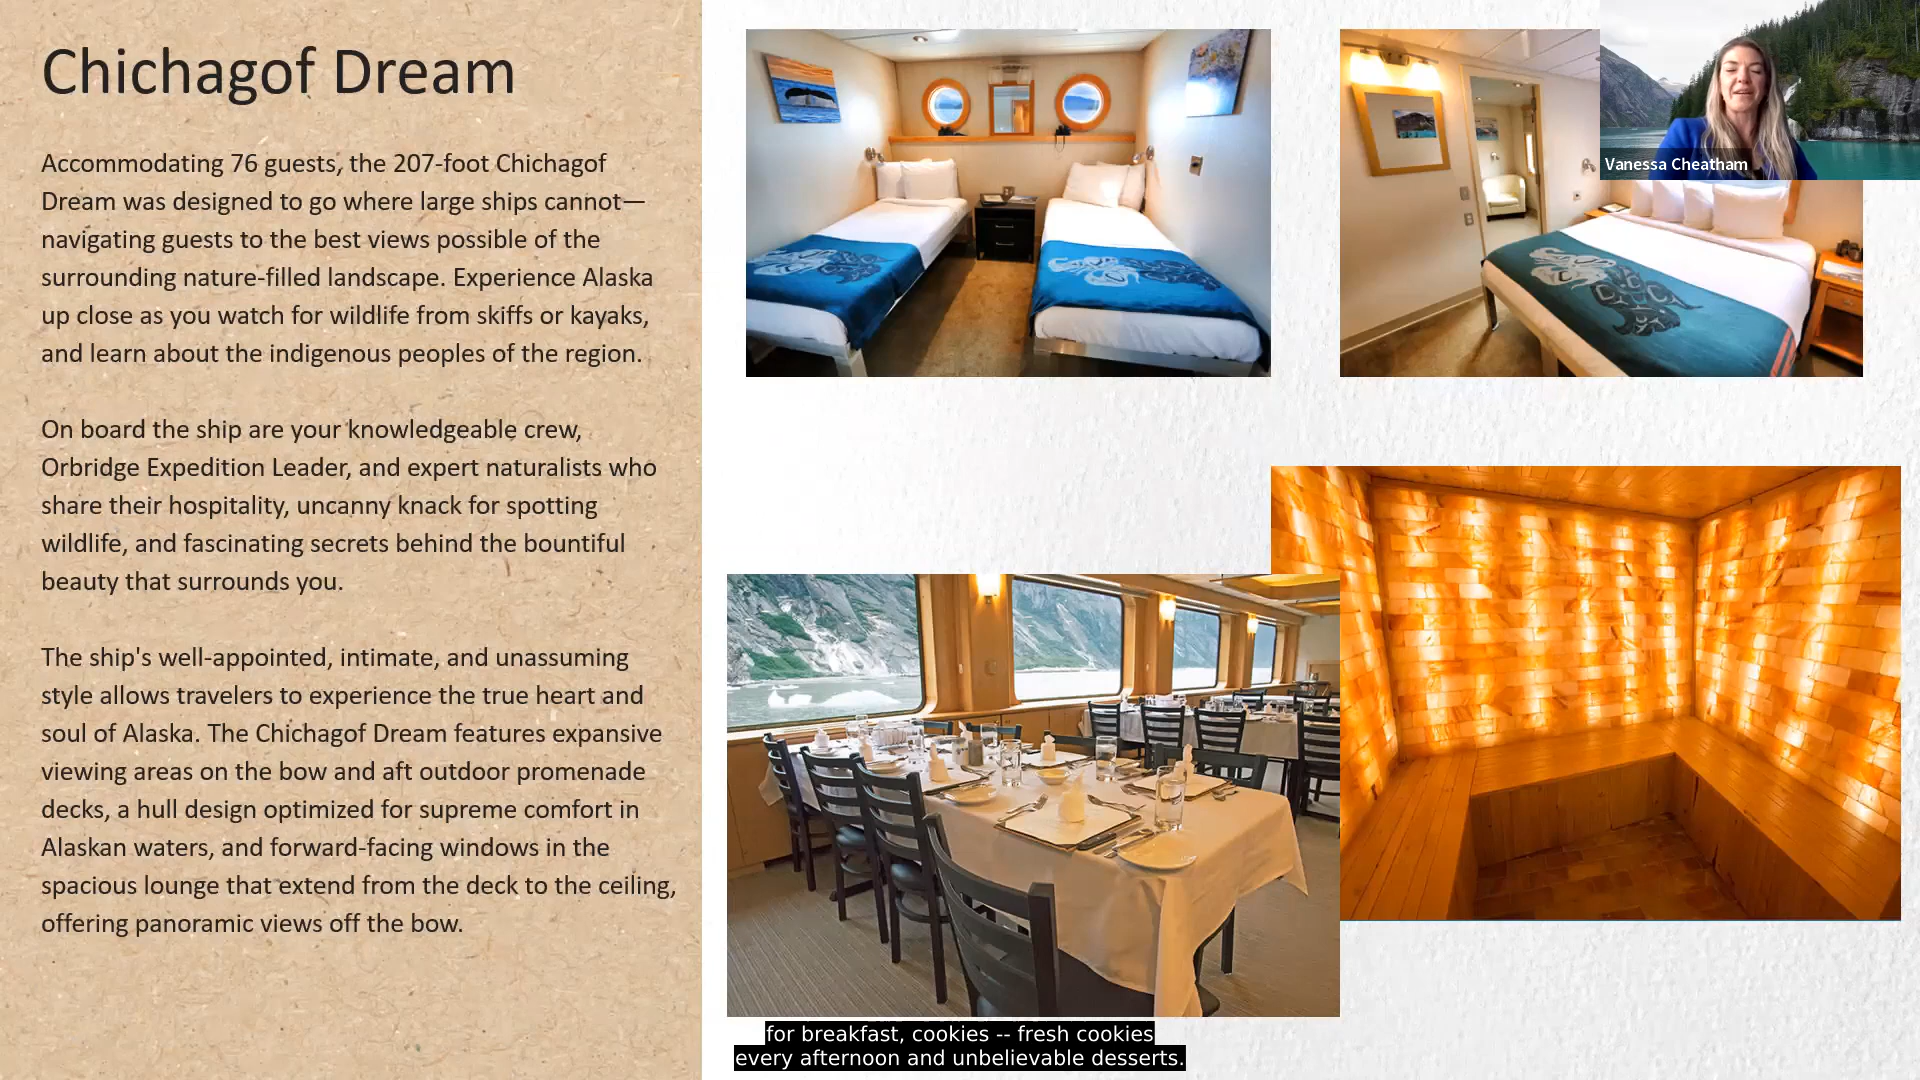 Chichagof Dream
Accommodating 76 guests, the 207-foot Chichagof
Dream was designed to go where large ships cannot—
navigating guests to the best views possible of the
surrounding nature-filled landscape. Experience Alaska
up close as you watch for wildlife from skiffs or kayaks,
and learn about the indigenous peoples of the region.
On board the ship are your knowledgeable crew,
Orbridge Expedition Leader, and expert naturalists who
share their hospitality, uncanny knack for spotting
wildlife, and fascinating secrets behind the bountiful
beauty that surrounds you.
The ship's well-appointed, intimate, and unassuming
style allows travelers to experience the true heart and
soul of Alaska. The Chichagof Dream features expansive
viewing areas on the bow and aft outdoor promenade
decks, a hull design optimized for supreme comfort in
Alaskan waters, and forward-facing windows in the
spacious lounge that extend from the deck to the ceiling,
offering panoramic views off the bow.
Vanessa Cheatham
for breakfast, cookies -- fresh cookies
every afternoon and unbelievable desserts.